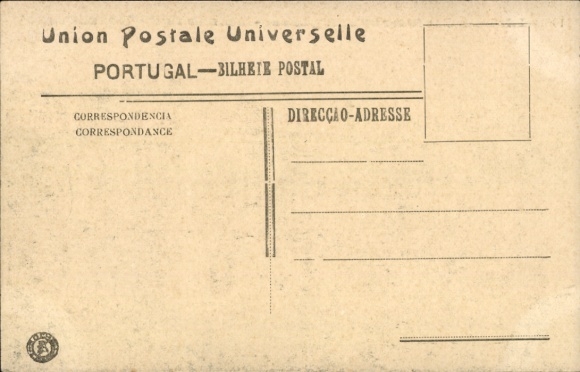 Union Postale Universelle
PORTUGAL—BILHETE POSTAL
CORRESPONDENCIA
CORRESPONDANCE
DIRECÇÃO-ADRESSE